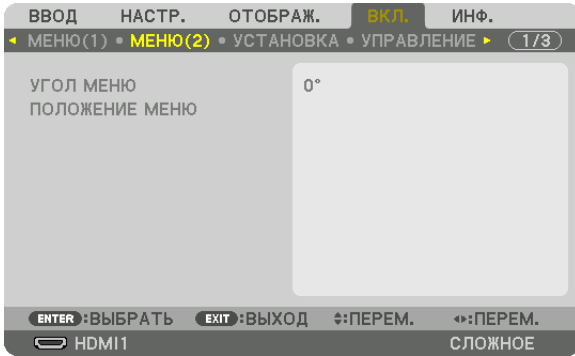 ВВОД НАСТР. ОТОБРАЖ. ВКЛ. ИНФ.
◄ МЕНЮ(1) • МЕНЮ(2) • УСТАНОВКА • УПРАВЛЕНИЕ ► 1/3
УГОЛ МЕНЮ 0°
ПОЛОЖЕНИЕ МЕНЮ
ENTER:ВЫБРАТЬ EXIT:ВЫХОД ♦:ПЕРЕМ. ◂▸:ПЕРЕМ.
HDMI1 СЛОЖНОЕ